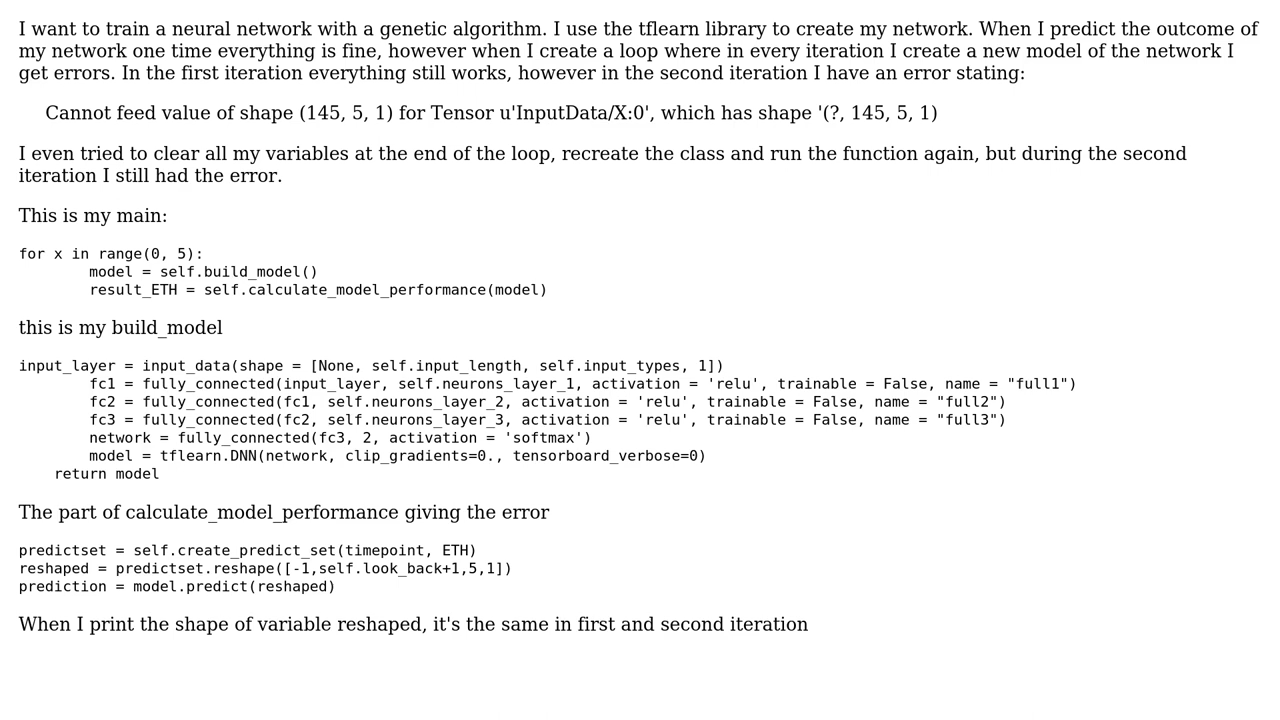 I want to train a neural network with a genetic algorithm. I use the tflearn library to create my network. When I predict the outcome of
my network one time everything is fine, however when I create a loop where in every iteration I create a new model of the network I
get errors. In the first iteration everything still works, however in the second iteration I have an error stating:
Cannot feed value of shape (145, 5, 1) for Tensor u'InputData/X:0', which has shape '(?, 145, 5, 1)
I even tried to clear all my variables at the end of the loop, recreate the class and run the function again, but during the second
iteration I still had the error.
This is my main:
for x in range(0, 5):
        model = self.build_model()
        result_ETH = self.calculate_model_performance(model)
this is my build_model
input_layer = input_data(shape = [None, self.input_length, self.input_types, 1])
        fc1 = fully_connected(input_layer, self.neurons_layer_1, activation = 'relu', trainable = False, name = "full1")
        fc2 = fully_connected(fc1, self.neurons_layer_2, activation = 'relu', trainable = False, name = "full2")
        fc3 = fully_connected(fc2, self.neurons_layer_3, activation = 'relu', trainable = False, name = "full3")
        network = fully_connected(fc3, 2, activation = 'softmax')
        model = tflearn.DNN(network, clip_gradients=0., tensorboard_verbose=0)
    return model
The part of calculate_model_performance giving the error
predictset = self.create_predict_set(timepoint, ETH)
reshaped = predictset.reshape([-1,self.look_back+1,5,1])
prediction = model.predict(reshaped)
When I print the shape of variable reshaped, it's the same in first and second iteration